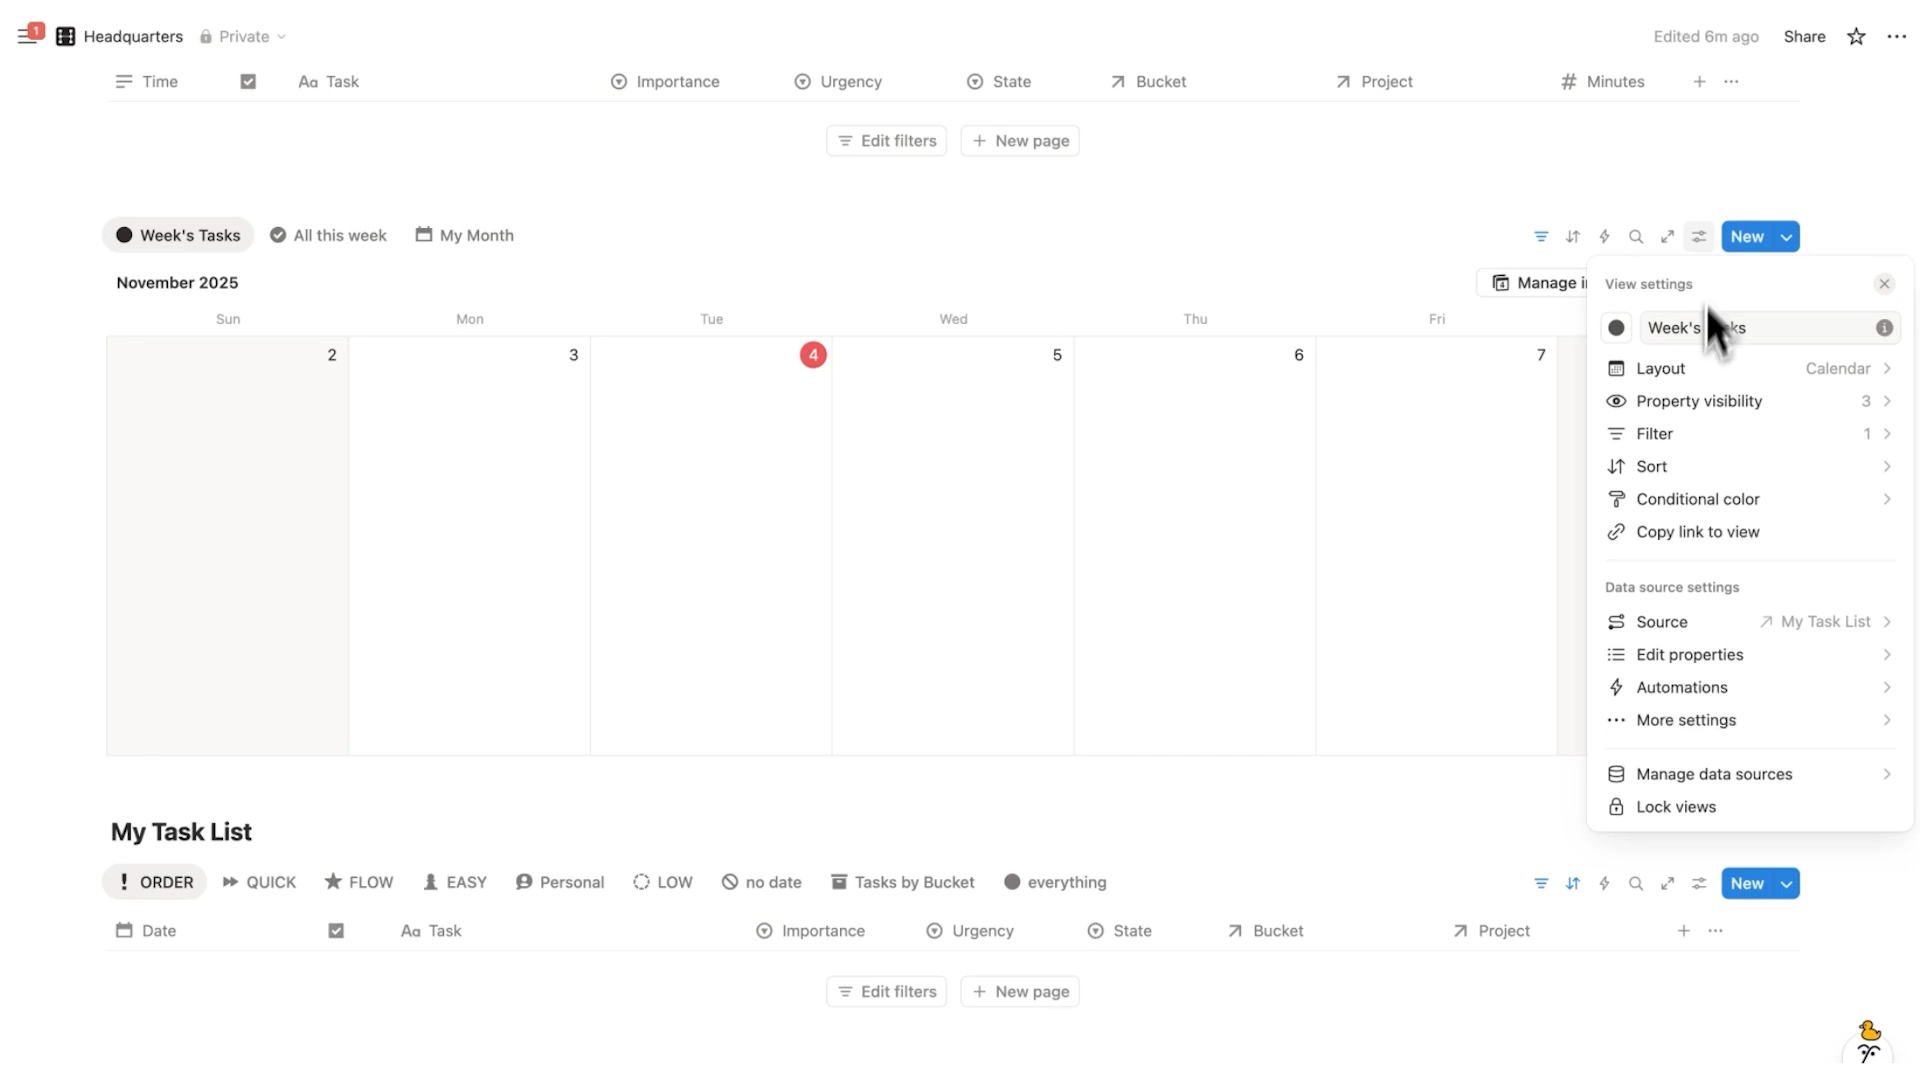 1 Headquarters Private Edited 6m ago Share
Time Aa Task Importance Urgency State Bucket Project # Minutes
Edit filters New page
Week's Tasks All this week My Month New
November 2025 Manage
View settings
Sun Mon Tue Wed Thu Fri
Week's
2 3 4 5 6 7
Layout Calendar
Property visibility 3
Filter 1
Sort
Conditional color
Copy link to view
Data source settings
Source My Task List
Edit properties
Automations
More settings
Manage data sources
Lock views
My Task List
ORDER QUICK FLOW EASY Personal LOW no date Tasks by Bucket everything New
Date Aa Task Importance Urgency State Bucket Project
Edit filters New page